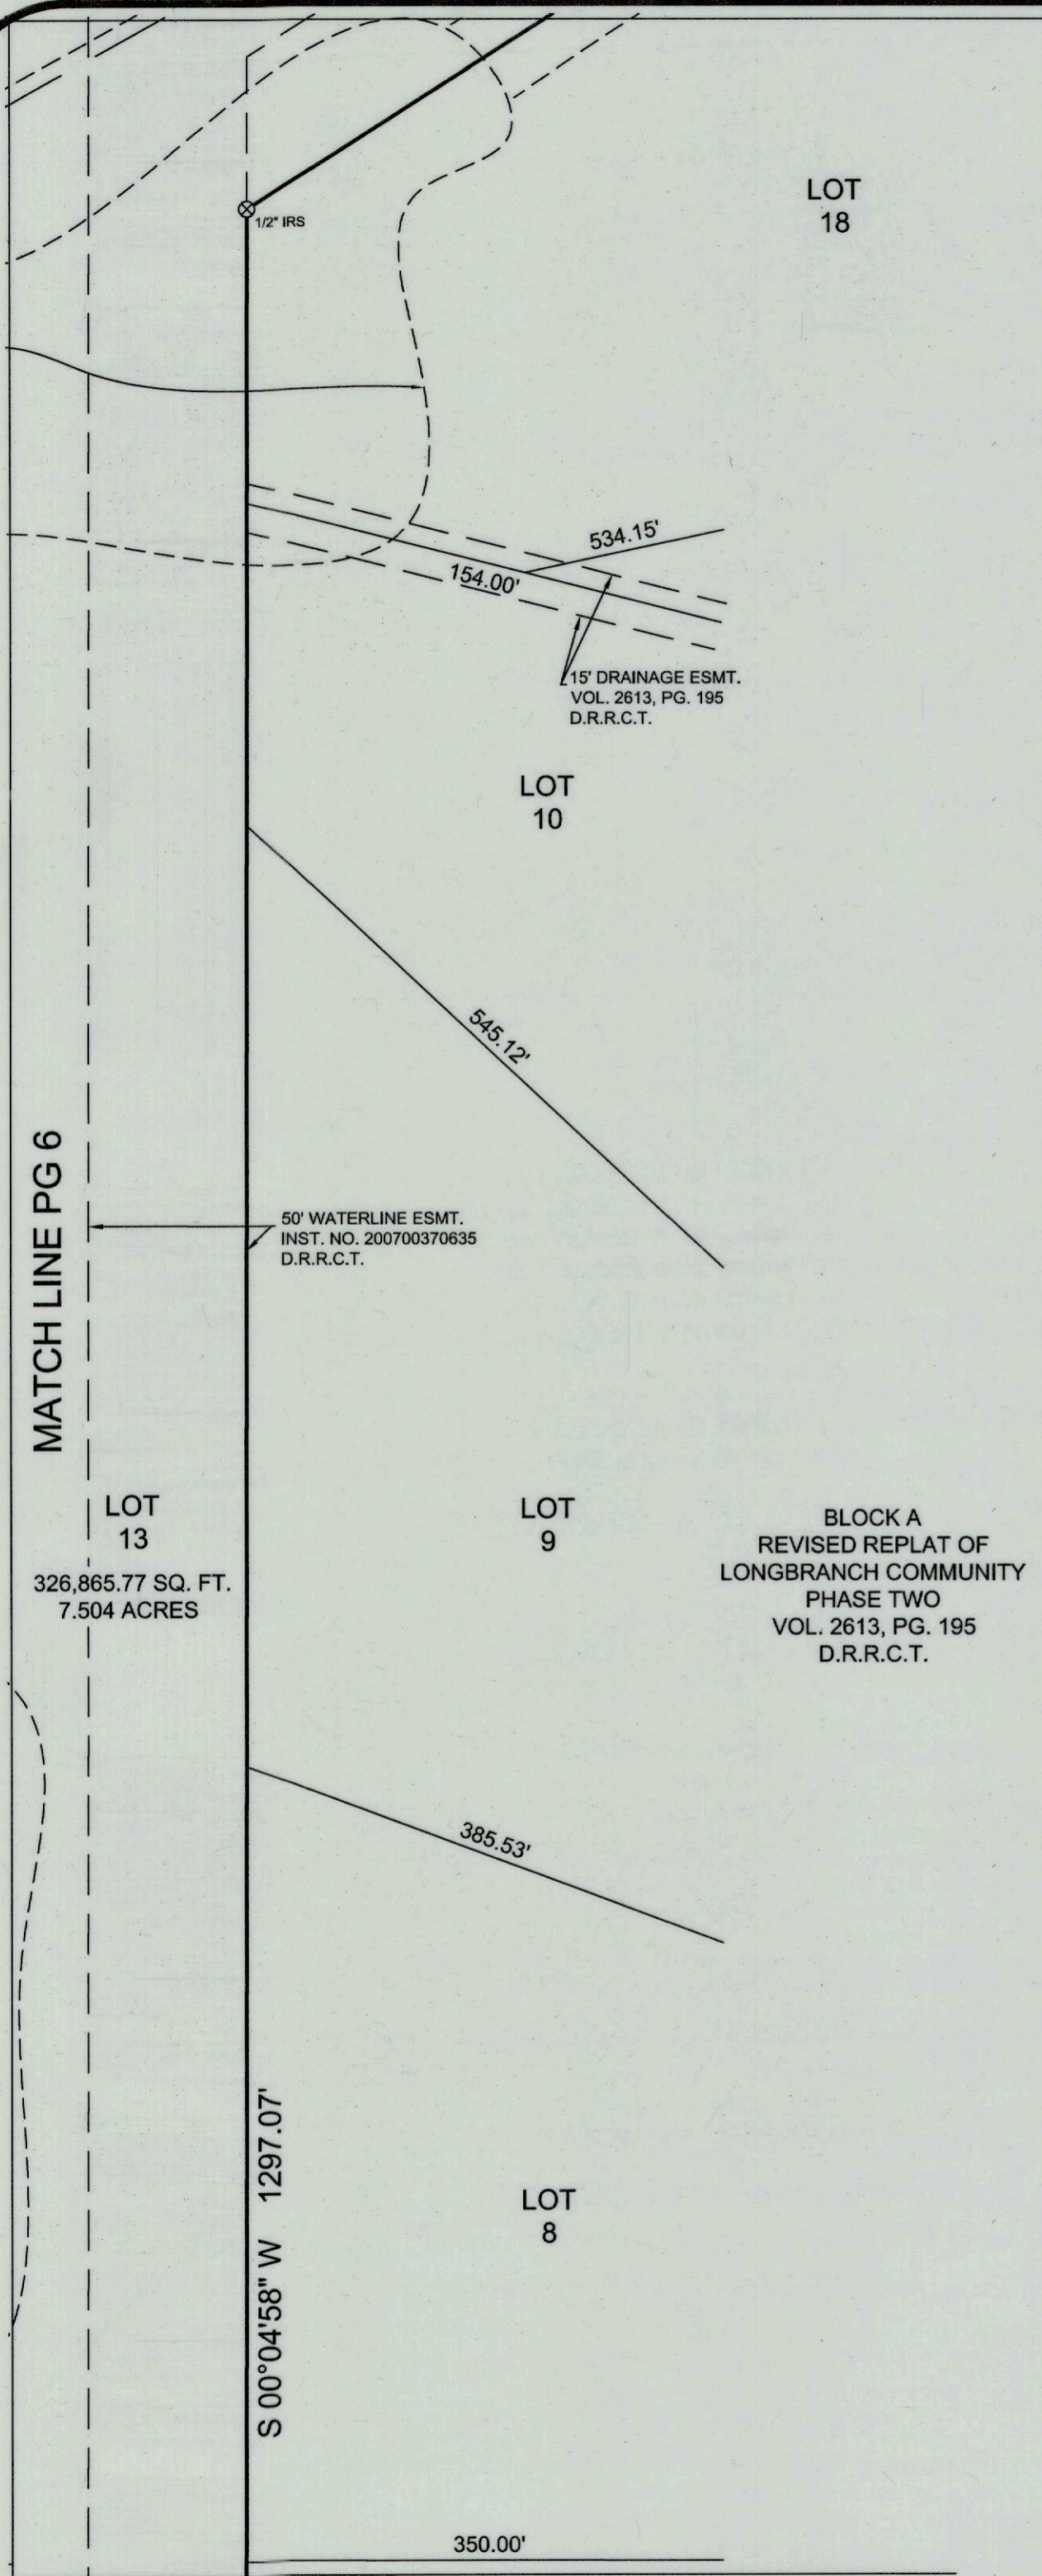 LOT
18
1/2" IRS
534.15'
154.00'
15' DRAINAGE ESMT.
VOL. 2613, PG. 195
D.R.R.C.T.
LOT
10
545.12'
MATCH LINE PG 6
50' WATERLINE ESMT.
INST. NO. 200700370635
D.R.R.C.T.
LOT
13
326,865.77 SQ. FT.
7.504 ACRES
LOT
9
BLOCK A
REVISED REPLAT OF
LONGBRANCH COMMUNITY
PHASE TWO
VOL. 2613, PG. 195
D.R.R.C.T.
385.53'
S 00°04'58" W 1297.07'
LOT
8
350.00'